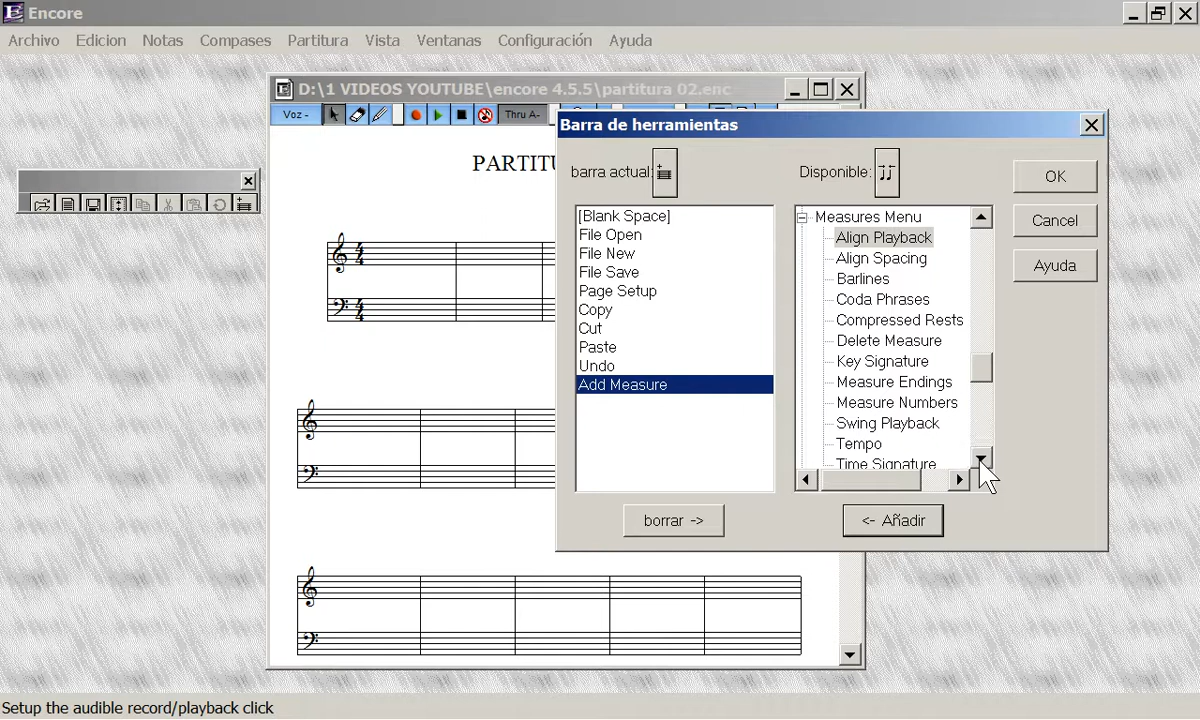 Encore
Archivo Edicion Notas Compases Partitura Vista Ventanas Configuración Ayuda
D:\1 VIDEOS YOUTUBE\encore 4.5.5\partitura 02.enc
Voz - Thru A-
Barra de herramientas
barra actual: Disponible:
OK
Cancel
Ayuda
[Blank Space]
File Open
File New
File Save
Page Setup
Copy
Cut
Paste
Undo
Add Measure
Measures Menu
Align Playback
Align Spacing
Barlines
Coda Phrases
Compressed Rests
Delete Measure
Key Signature
Measure Endings
Measure Numbers
Swing Playback
Tempo
Time Signature
borrar -> <- Añadir
4 4
4 4
Setup the audible record/playback click